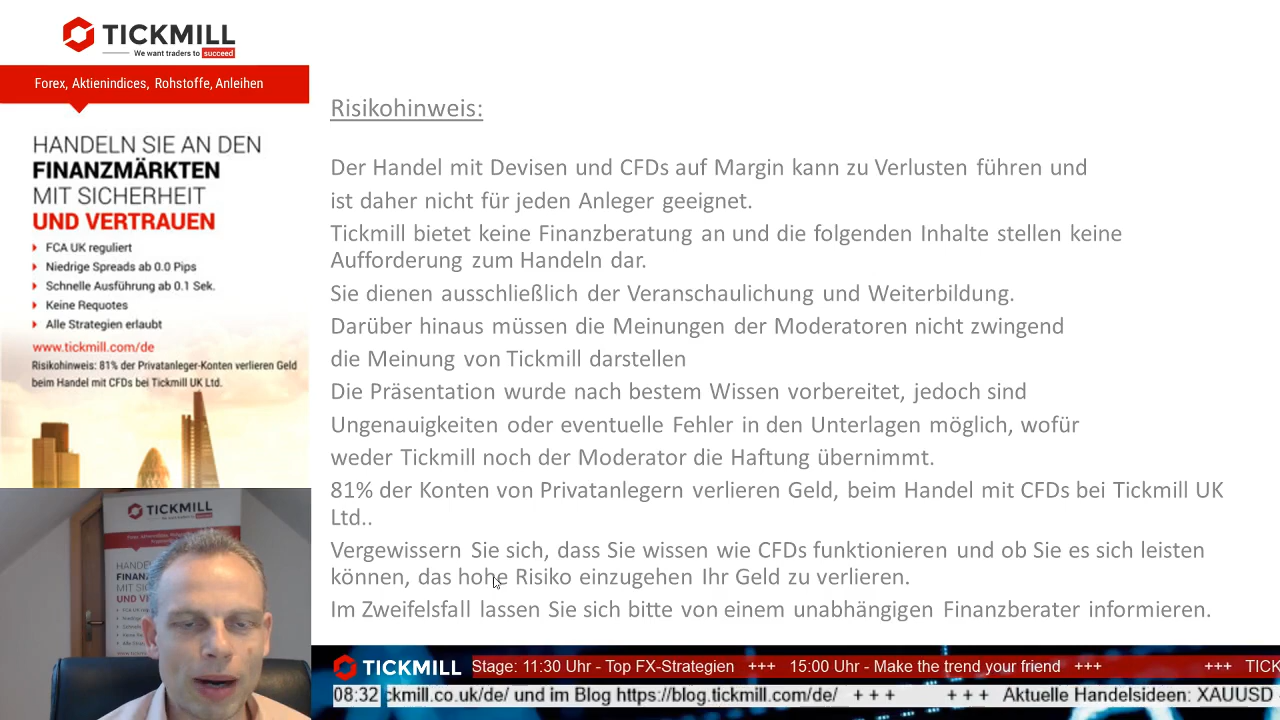 TICKMILL
We want traders to succeed
Forex, Aktienindices, Rohstoffe, Anleihen
HANDELN SIE AN DEN
FINANZMÄRKTEN
MIT SICHERHEIT
UND VERTRAUEN
FCA UK reguliert
Niedrige Spreads ab 0.0 Pips
Schnelle Ausführung ab 0.1 Sek.
Keine Requotes
Alle Strategien erlaubt
www.tickmill.com/de
Risikohinweis: 81% der Privatanleger-Konten verlieren Geld
beim Handel mit CFDs bei Tickmill UK Ltd.
Risikohinweis:
Der Handel mit Devisen und CFDs auf Margin kann zu Verlusten führen und
ist daher nicht für jeden Anleger geeignet.
Tickmill bietet keine Finanzberatung an und die folgenden Inhalte stellen keine
Aufforderung zum Handeln dar.
Sie dienen ausschließlich der Veranschaulichung und Weiterbildung.
Darüber hinaus müssen die Meinungen der Moderatoren nicht zwingend
die Meinung von Tickmill darstellen
Die Präsentation wurde nach bestem Wissen vorbereitet, jedoch sind
Ungenauigkeiten oder eventuelle Fehler in den Unterlagen möglich, wofür
weder Tickmill noch der Moderator die Haftung übernimmt.
81% der Konten von Privatanlegern verlieren Geld, beim Handel mit CFDs bei Tickmill UK
Ltd..
Vergewissern Sie sich, dass Sie wissen wie CFDs funktionieren und ob Sie es sich leisten
können, das hohe Risiko einzugehen Ihr Geld zu verlieren.
Im Zweifelsfall lassen Sie sich bitte von einem unabhängigen Finanzberater informieren.
TICKMILL
HANDEL
FINANZ
MIT SIC
UND VE
TICKMILL Stage: 11:30 Uhr - Top FX-Strategien +++ 15:00 Uhr - Make the trend your friend +++ +++ TICK
08:32 ckmill.co.uk/de/ und im Blog https://blog.tickmill.com/de/ +++ +++ Aktuelle Handelsideen: XAUUSD